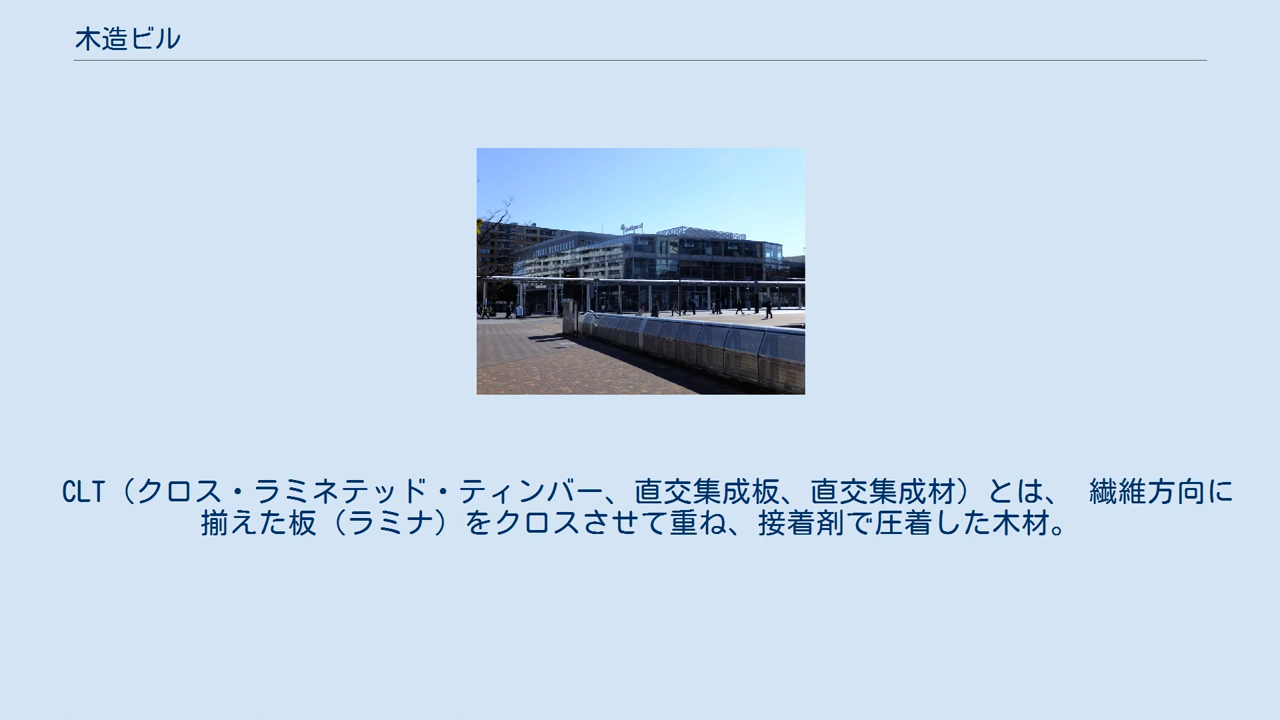 木造ビル
CLT（クロス・ラミネテッド・ティンバー、直交集成板、直交集成材）とは、 繊維方向に
揃えた板（ラミナ）をクロスさせて重ね、接着剤で圧着した木材。